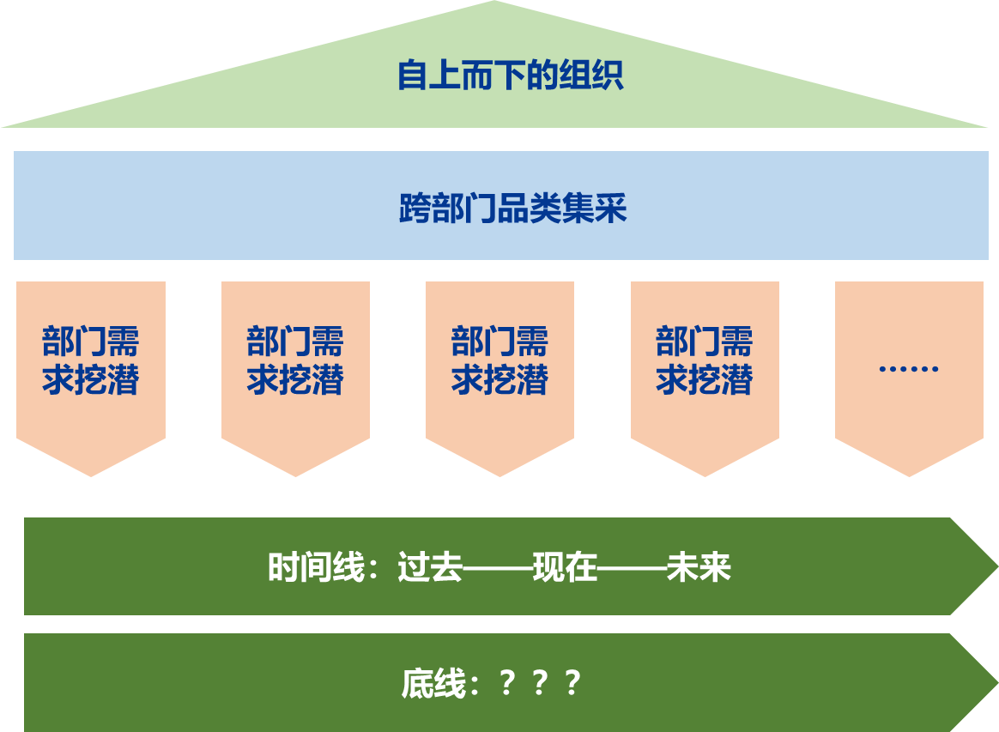 自上而下的组织
跨部门品类集采
部门需
求挖潜
部门需
求挖潜
部门需
求挖潜
部门需
求挖潜
……
时间线：过去——现在——未来
底线：？？？